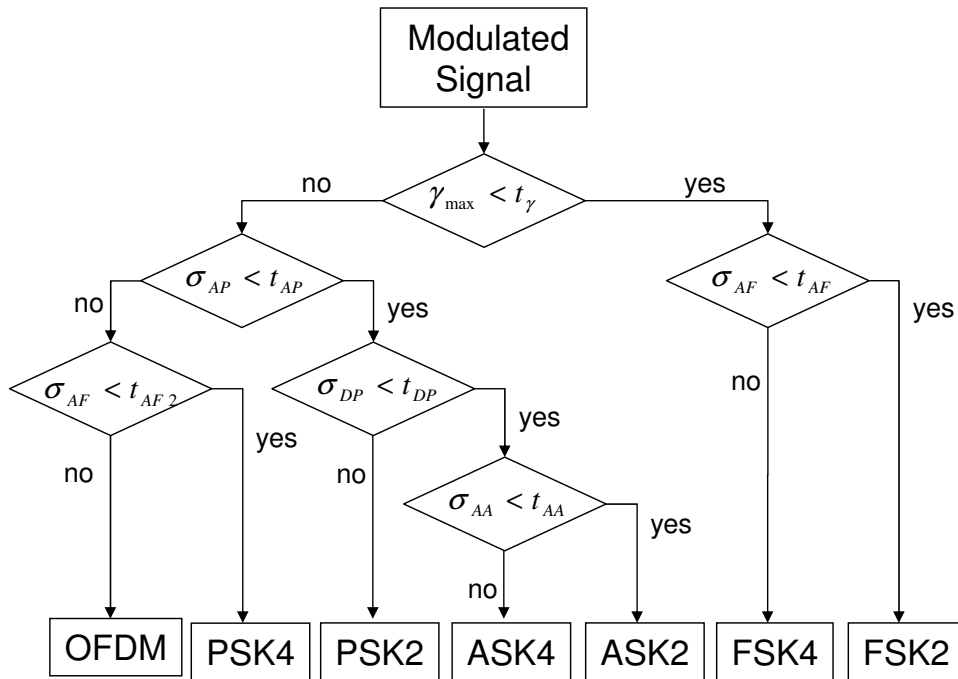 Modulated
Signal
no
yes
γmax < tγ
σAP < tAP
σAF < tAF
no
yes
yes
σAF < tAF2
σDP < tDP
no
yes
yes
no
no
σAA < tAA
yes
no
OFDM
PSK4
PSK2
ASK4
ASK2
FSK4
FSK2